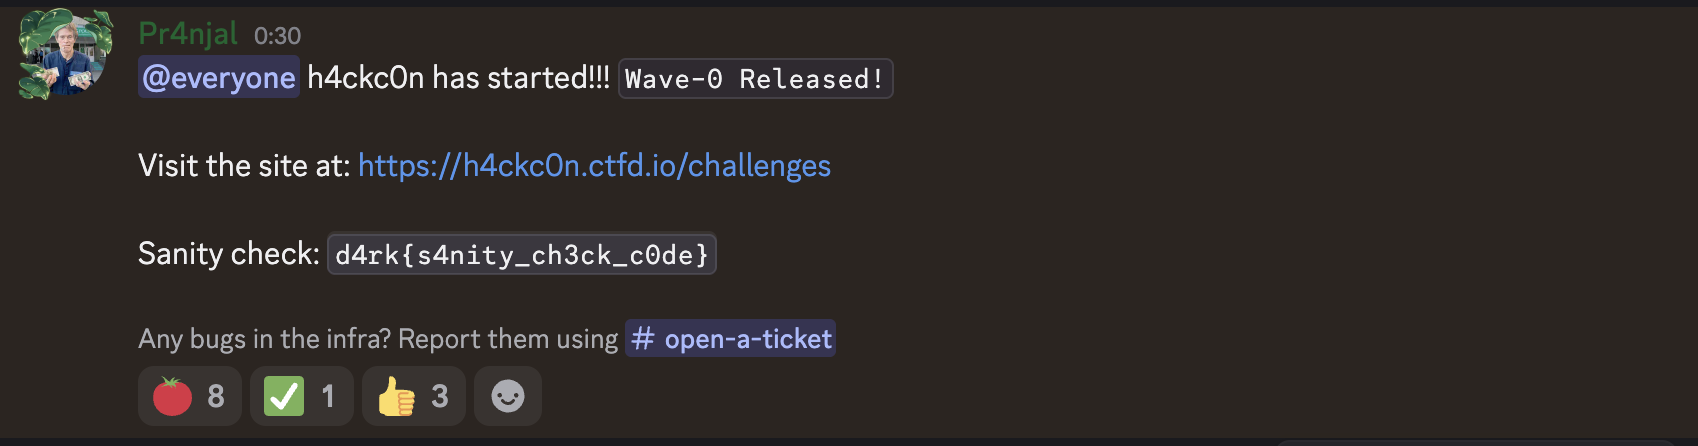 Pr4njal 0:30
@everyone h4ckc0n has started!!! Wave-0 Released!
Visit the site at: https://h4ckc0n.ctfd.io/challenges
Sanity check: d4rk{s4nity_ch3ck_c0de}
Any bugs in the infra? Report them using # open-a-ticket
8 1 3